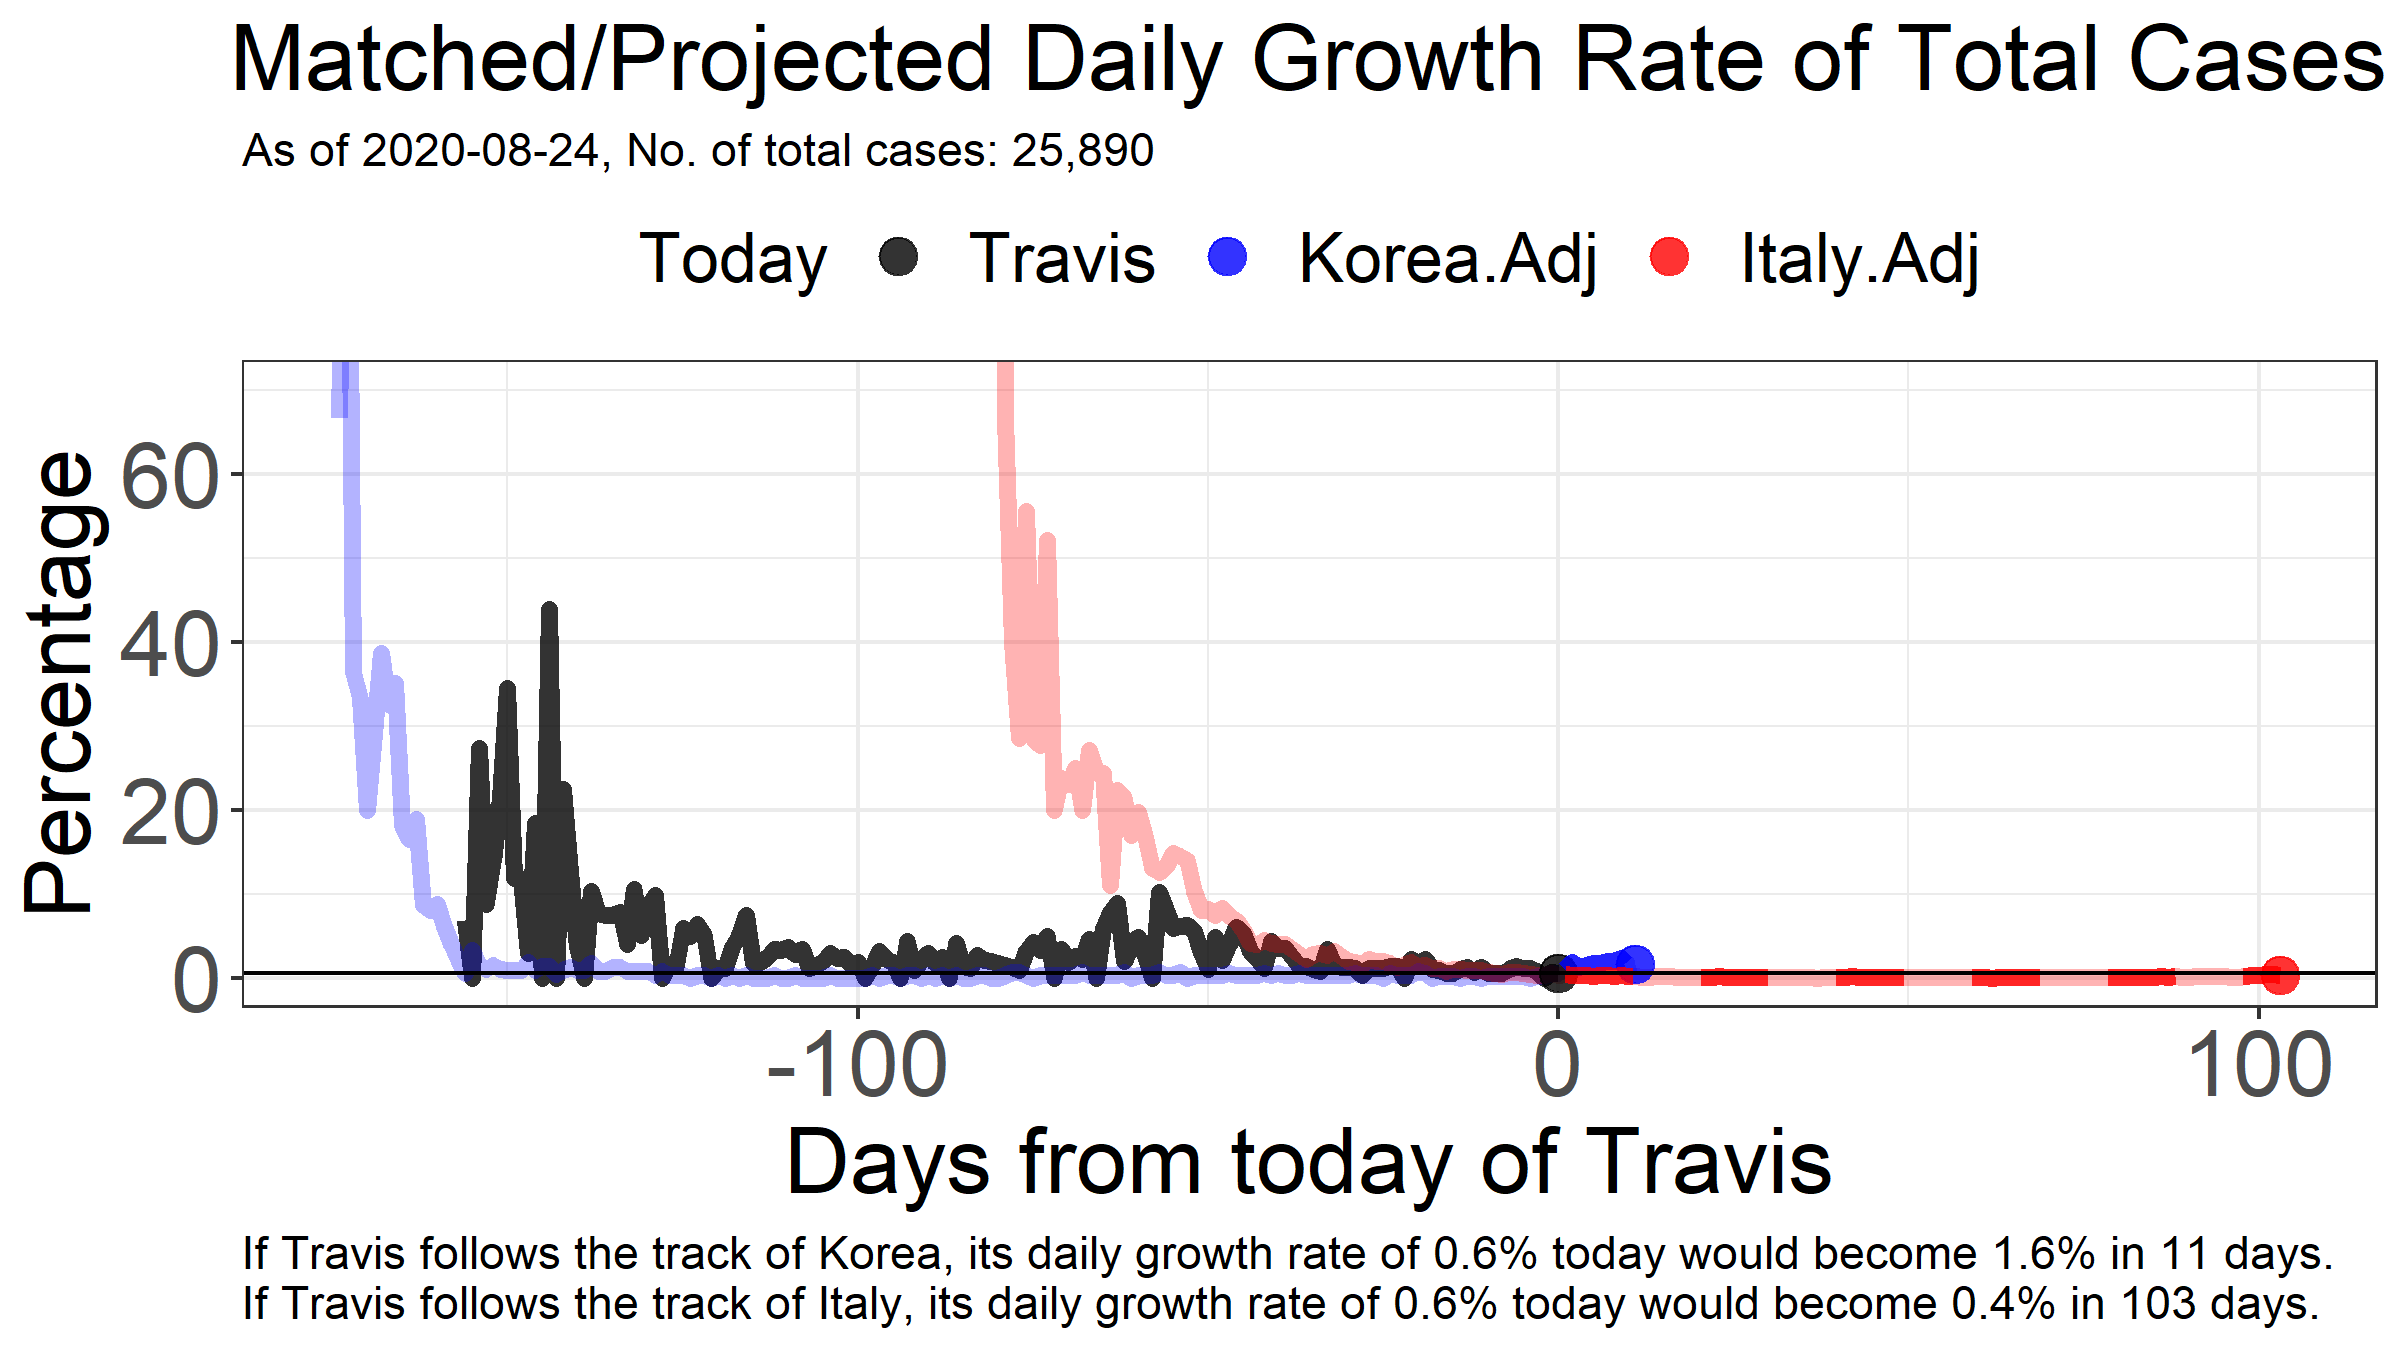 Matched/Projected Daily Growth Rate of Total Cases
As of 2020-08-24, No. of total cases: 25,890
Today Travis Korea.Adj Italy.Adj
Percentage
60
40
20
0
-100 0 100
Days from today of Travis
If Travis follows the track of Korea, its daily growth rate of 0.6% today would become 1.6% in 11 days.
If Travis follows the track of Italy, its daily growth rate of 0.6% today would become 0.4% in 103 days.